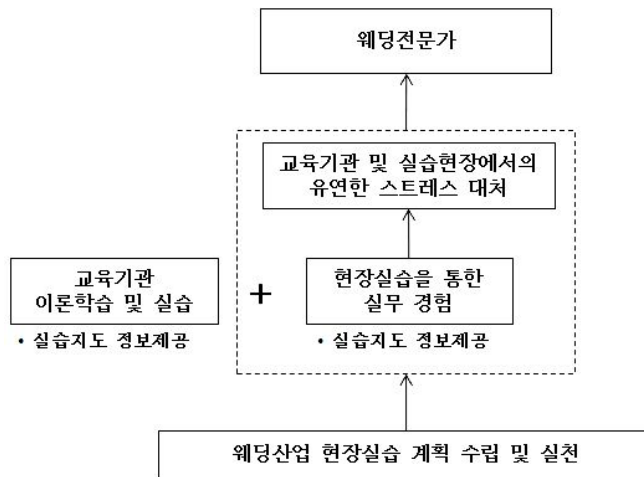 웨딩전문가
교육기관 및 실습현장에서의
유연한 스트레스 대처
교육기관
이론학습 및 실습
• 실습지도 정보제공
+
현장실습을 통한
실무 경험
• 실습지도 정보제공
웨딩산업 현장실습 계획 수립 및 실천